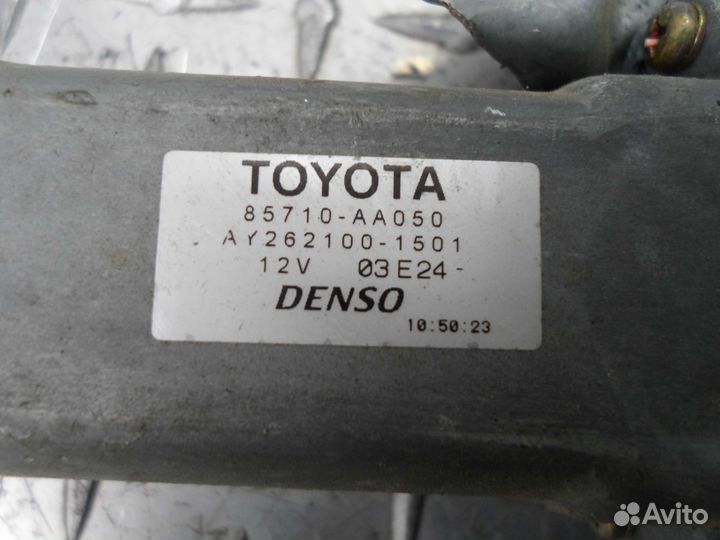 TOYOTA
85710-AA050
AY262100-1501
12V 03E24-
DENSO
10:50:23
Avito